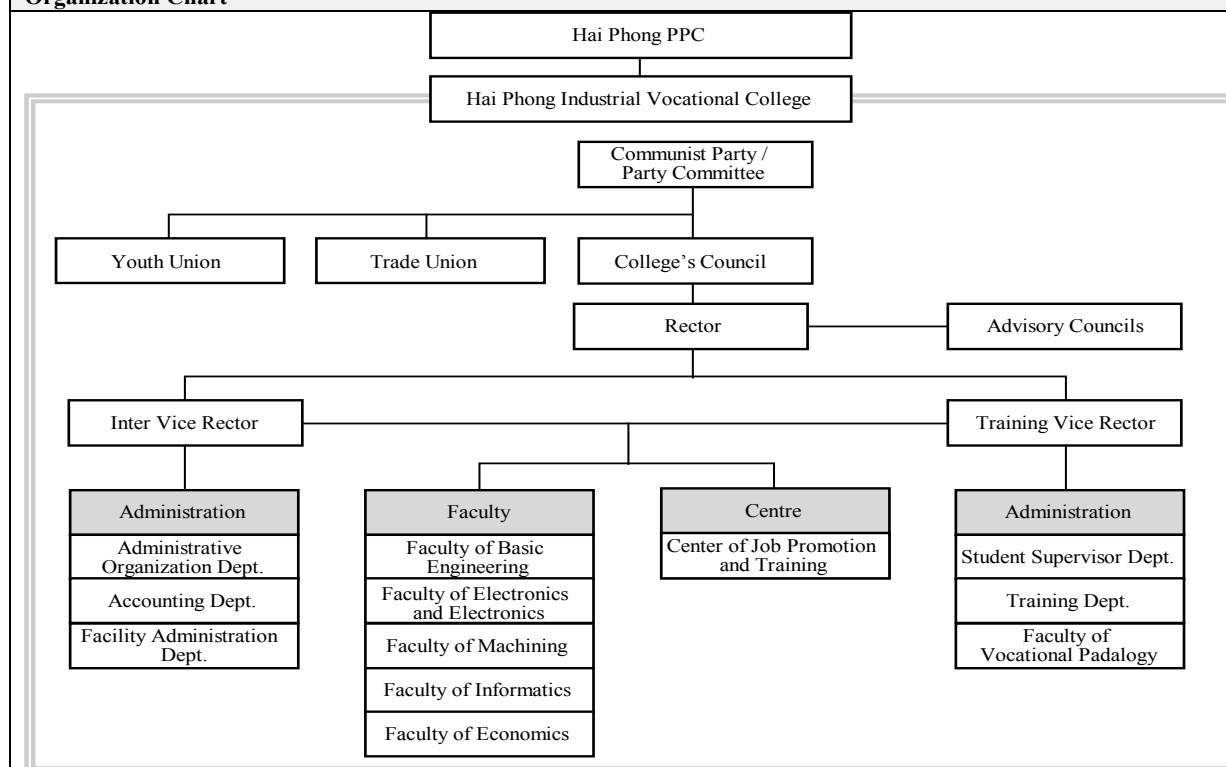 Organization Chart
Hai Phong PPC
Hai Phong Industrial Vocational College
Communist Party /
Party Committee
Youth Union
Trade Union
College’s Council
Rector
Advisory Councils
Inter Vice Rector
Training Vice Rector
Administration
Administrative
Organization Dept.
Accounting Dept.
Facility Administration
Dept.
Faculty
Faculty of Basic
Engineering
Faculty of Electronics
and Electronics
Faculty of Machining
Faculty of Informatics
Faculty of Economics
Centre
Center of Job Promotion
and Training
Administration
Student Supervisor Dept.
Training Dept.
Faculty of
Vocational Padalogy